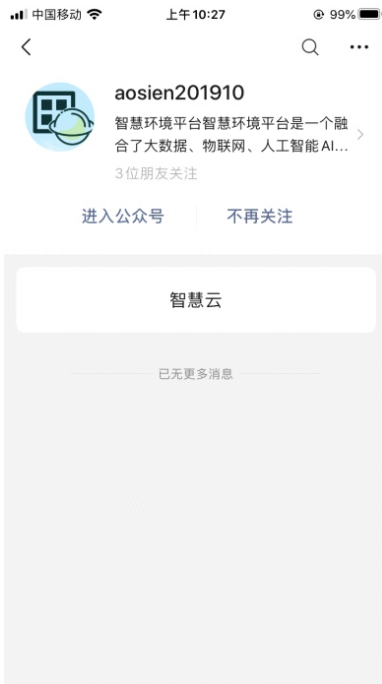 中国移动 上午10:27 99%
aosien201910
智慧环境平台智慧环境平台是一个融
合了大数据、物联网、人工智能AI...
3位朋友关注
进入公众号 不再关注
智慧云
已无更多消息